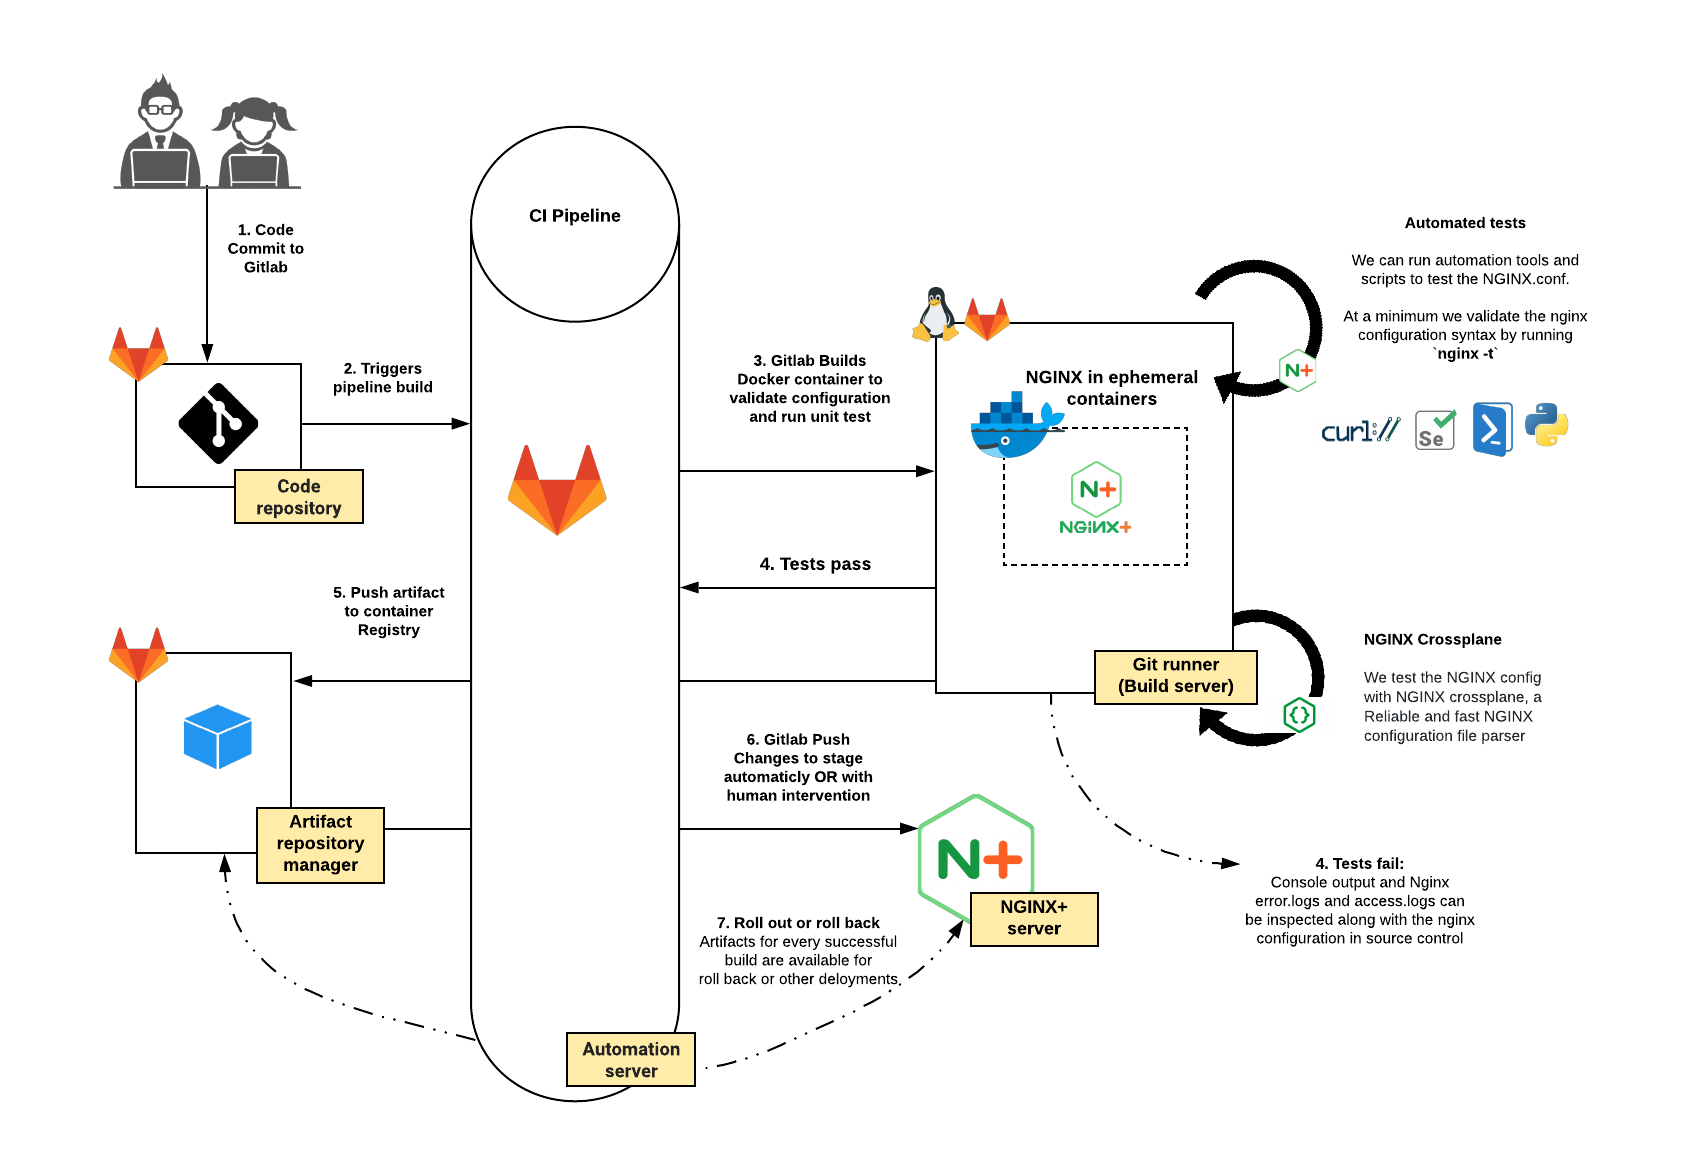 CI Pipeline
1. Code
Commit to
Gitlab
2. Triggers
pipeline build
Code
repository
3. Gitlab Builds
Docker container to
validate configuration
and run unit test
NGINX in ephemeral
containers
N+
NGINX+
Automated tests
We can run automation tools and
scripts to test the NGINX.conf.
At a minimum we validate the nginx
configuration syntax by running
`nginx -t`
N+
curl://
Se
4. Tests pass
5. Push artifact
to container
Registry
Git runner
(Build server)
NGINX Crossplane
We test the NGINX config
with NGINX crossplane, a
Reliable and fast NGINX
configuration file parser
{}
Artifact
repository
manager
6. Gitlab Push
Changes to stage
automaticly OR with
human intervention
N+
NGINX+
server
4. Tests fail:
Console output and Nginx
error.logs and access.logs can
be inspected along with the nginx
configuration in source control
7. Roll out or roll back
Artifacts for every successful
build are available for
roll back or other deloyments.
Automation
server